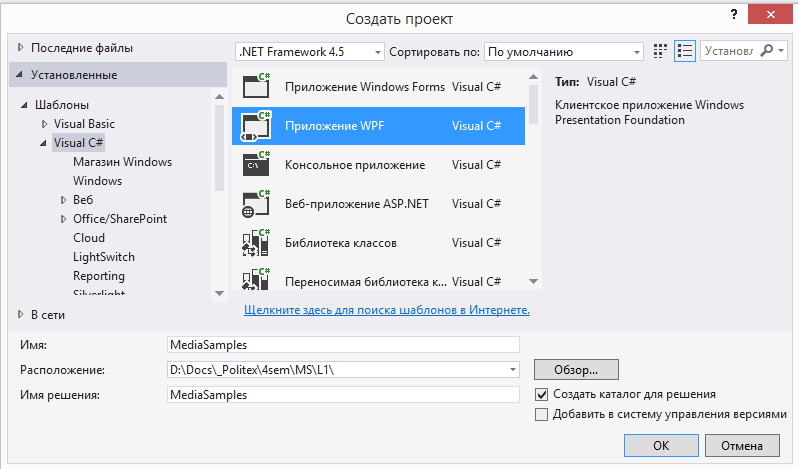 Создать проект
? ×
Последние файлы
Установленные
.NET Framework 4.5 Сортировать по: По умолчанию
Шаблоны
Visual Basic
Visual C#
Магазин Windows
Windows
Веб
Office/SharePoint
Cloud
LightSwitch
Reporting
Silverlight
В сети
C# Приложение Windows Forms Visual C#
C# Приложение WPF Visual C#
C# C:\ Консольное приложение Visual C#
C# Веб-приложение ASP.NET Visual C#
C# Библиотека классов Visual C#
C# Переносимая библиотека к... Visual C#
Щелкните здесь для поиска шаблонов в Интернете.
Тип: Visual C#
Клиентское приложение Windows
Presentation Foundation
Имя: MediaSamples
Расположение: D:\Docs\_Politex\4sem\MS\L1\ Обзор...
Имя решения: MediaSamples
Создать каталог для решения
Добавить в систему управления версиями
OK Отмена